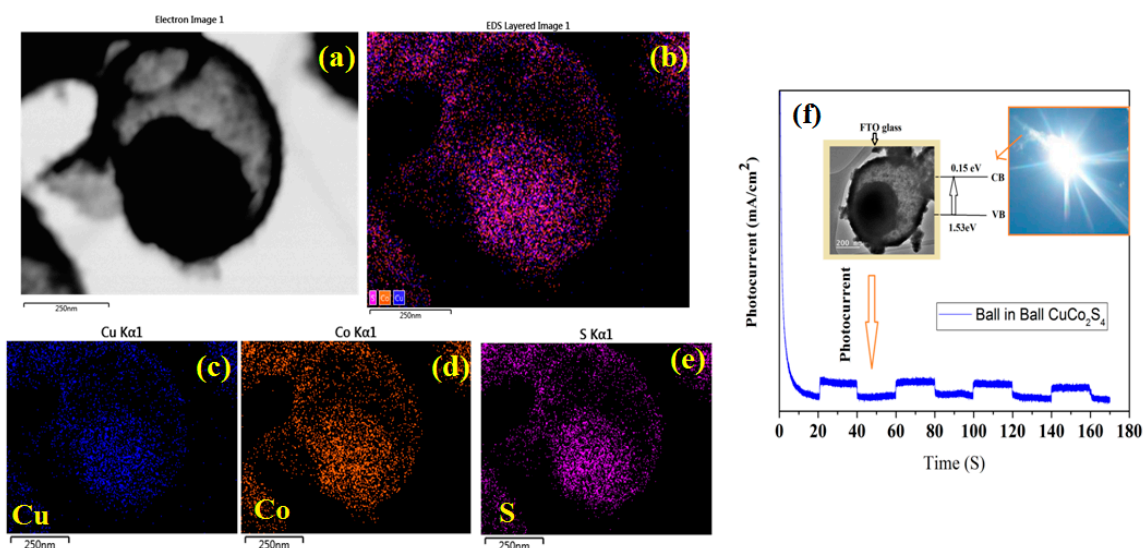 Electron Image 1
(a)
250nm
EDS Layered Image 1
(b)
S Co Cu
250nm
Cu Kα1
(c)
Cu
250nm
Co Kα1
(d)
Co
250nm
S Kα1
(e)
S
250nm
(f)
Photocurrent (mA/cm²)
FTO glass
0.15 eV
CB
VB
1.53eV
200 nm
Photocurrent
Ball in Ball CuCo₂S₄
0 20 40 60 80 100 120 140 160 180
Time (S)